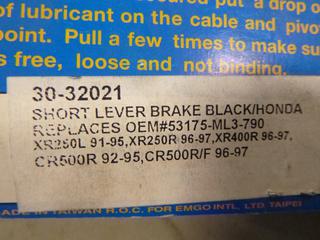 of lubricant on the cable and pivot
point. Pull a few times to make sure
is free, loose and not binding.
30-32021
SHORT LEVER BRAKE BLACK/HONDA
REPLACES OEM#53175-ML3-790
XR250L 91-95,XR250R 96-97,XR400R 96-97,
CR500R 92-95,CR500R/F 96-97
MADE IN TAIWAN R.O.C. FOR EMGO INTL, LTD TAIPEI